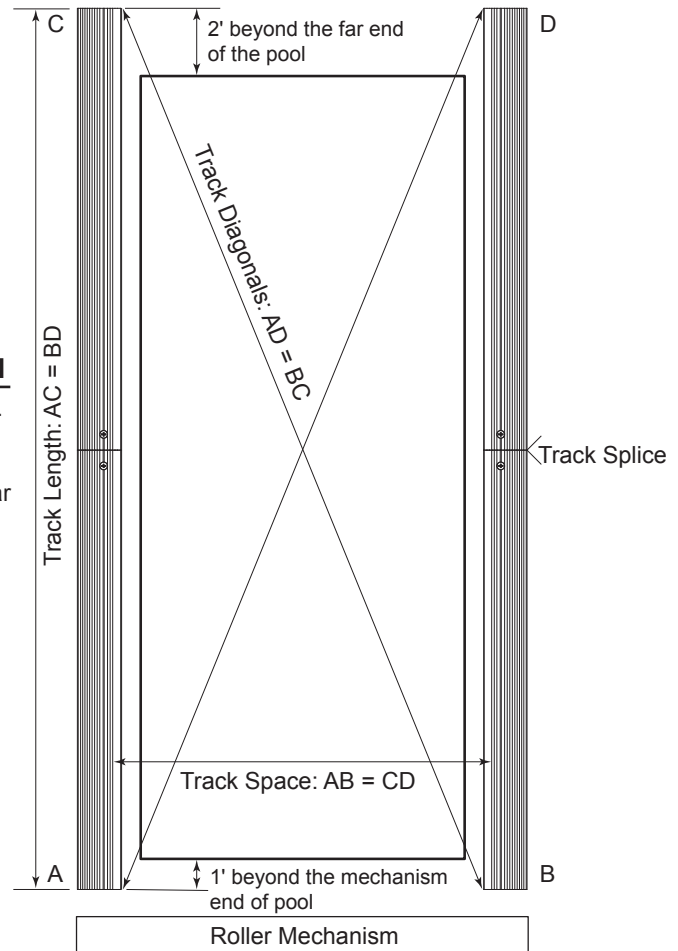 C
2' beyond the far end
of the pool
D
Track Diagonals: AD = BC
Track Length: AC = BD
Track Splice
Track Space: AB = CD
A
1' beyond the mechanism
end of pool
B
Roller Mechanism